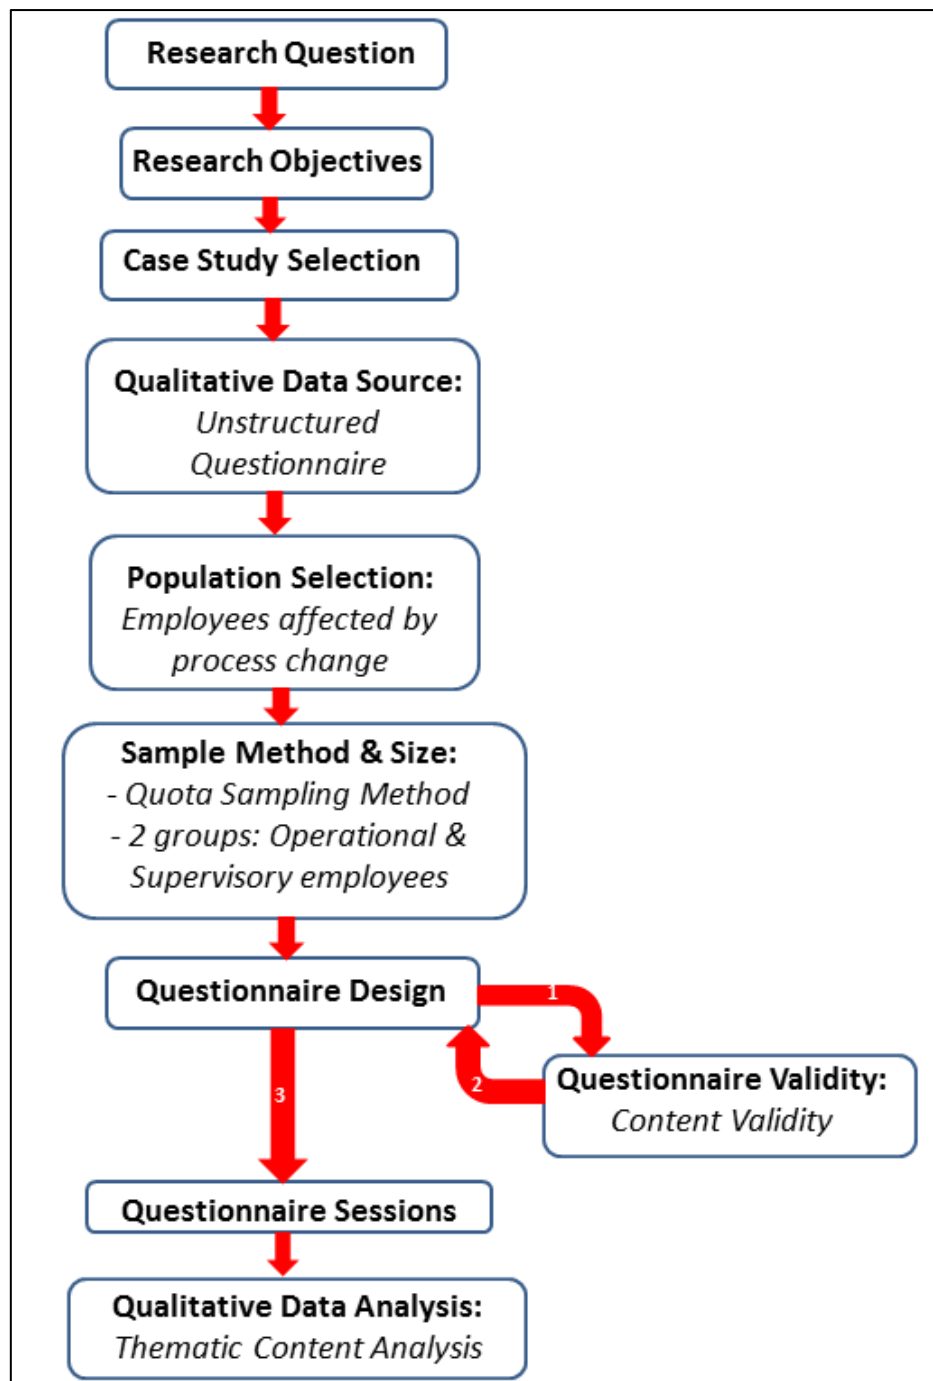 Research Question
Research Objectives
Case Study Selection
Qualitative Data Source:
Unstructured
Questionnaire
Population Selection:
Employees affected by
process change
Sample Method & Size:
- Quota Sampling Method
- 2 groups: Operational &
Supervisory employees
Questionnaire Design
1
2
Questionnaire Validity:
Content Validity
3
Questionnaire Sessions
Qualitative Data Analysis:
Thematic Content Analysis